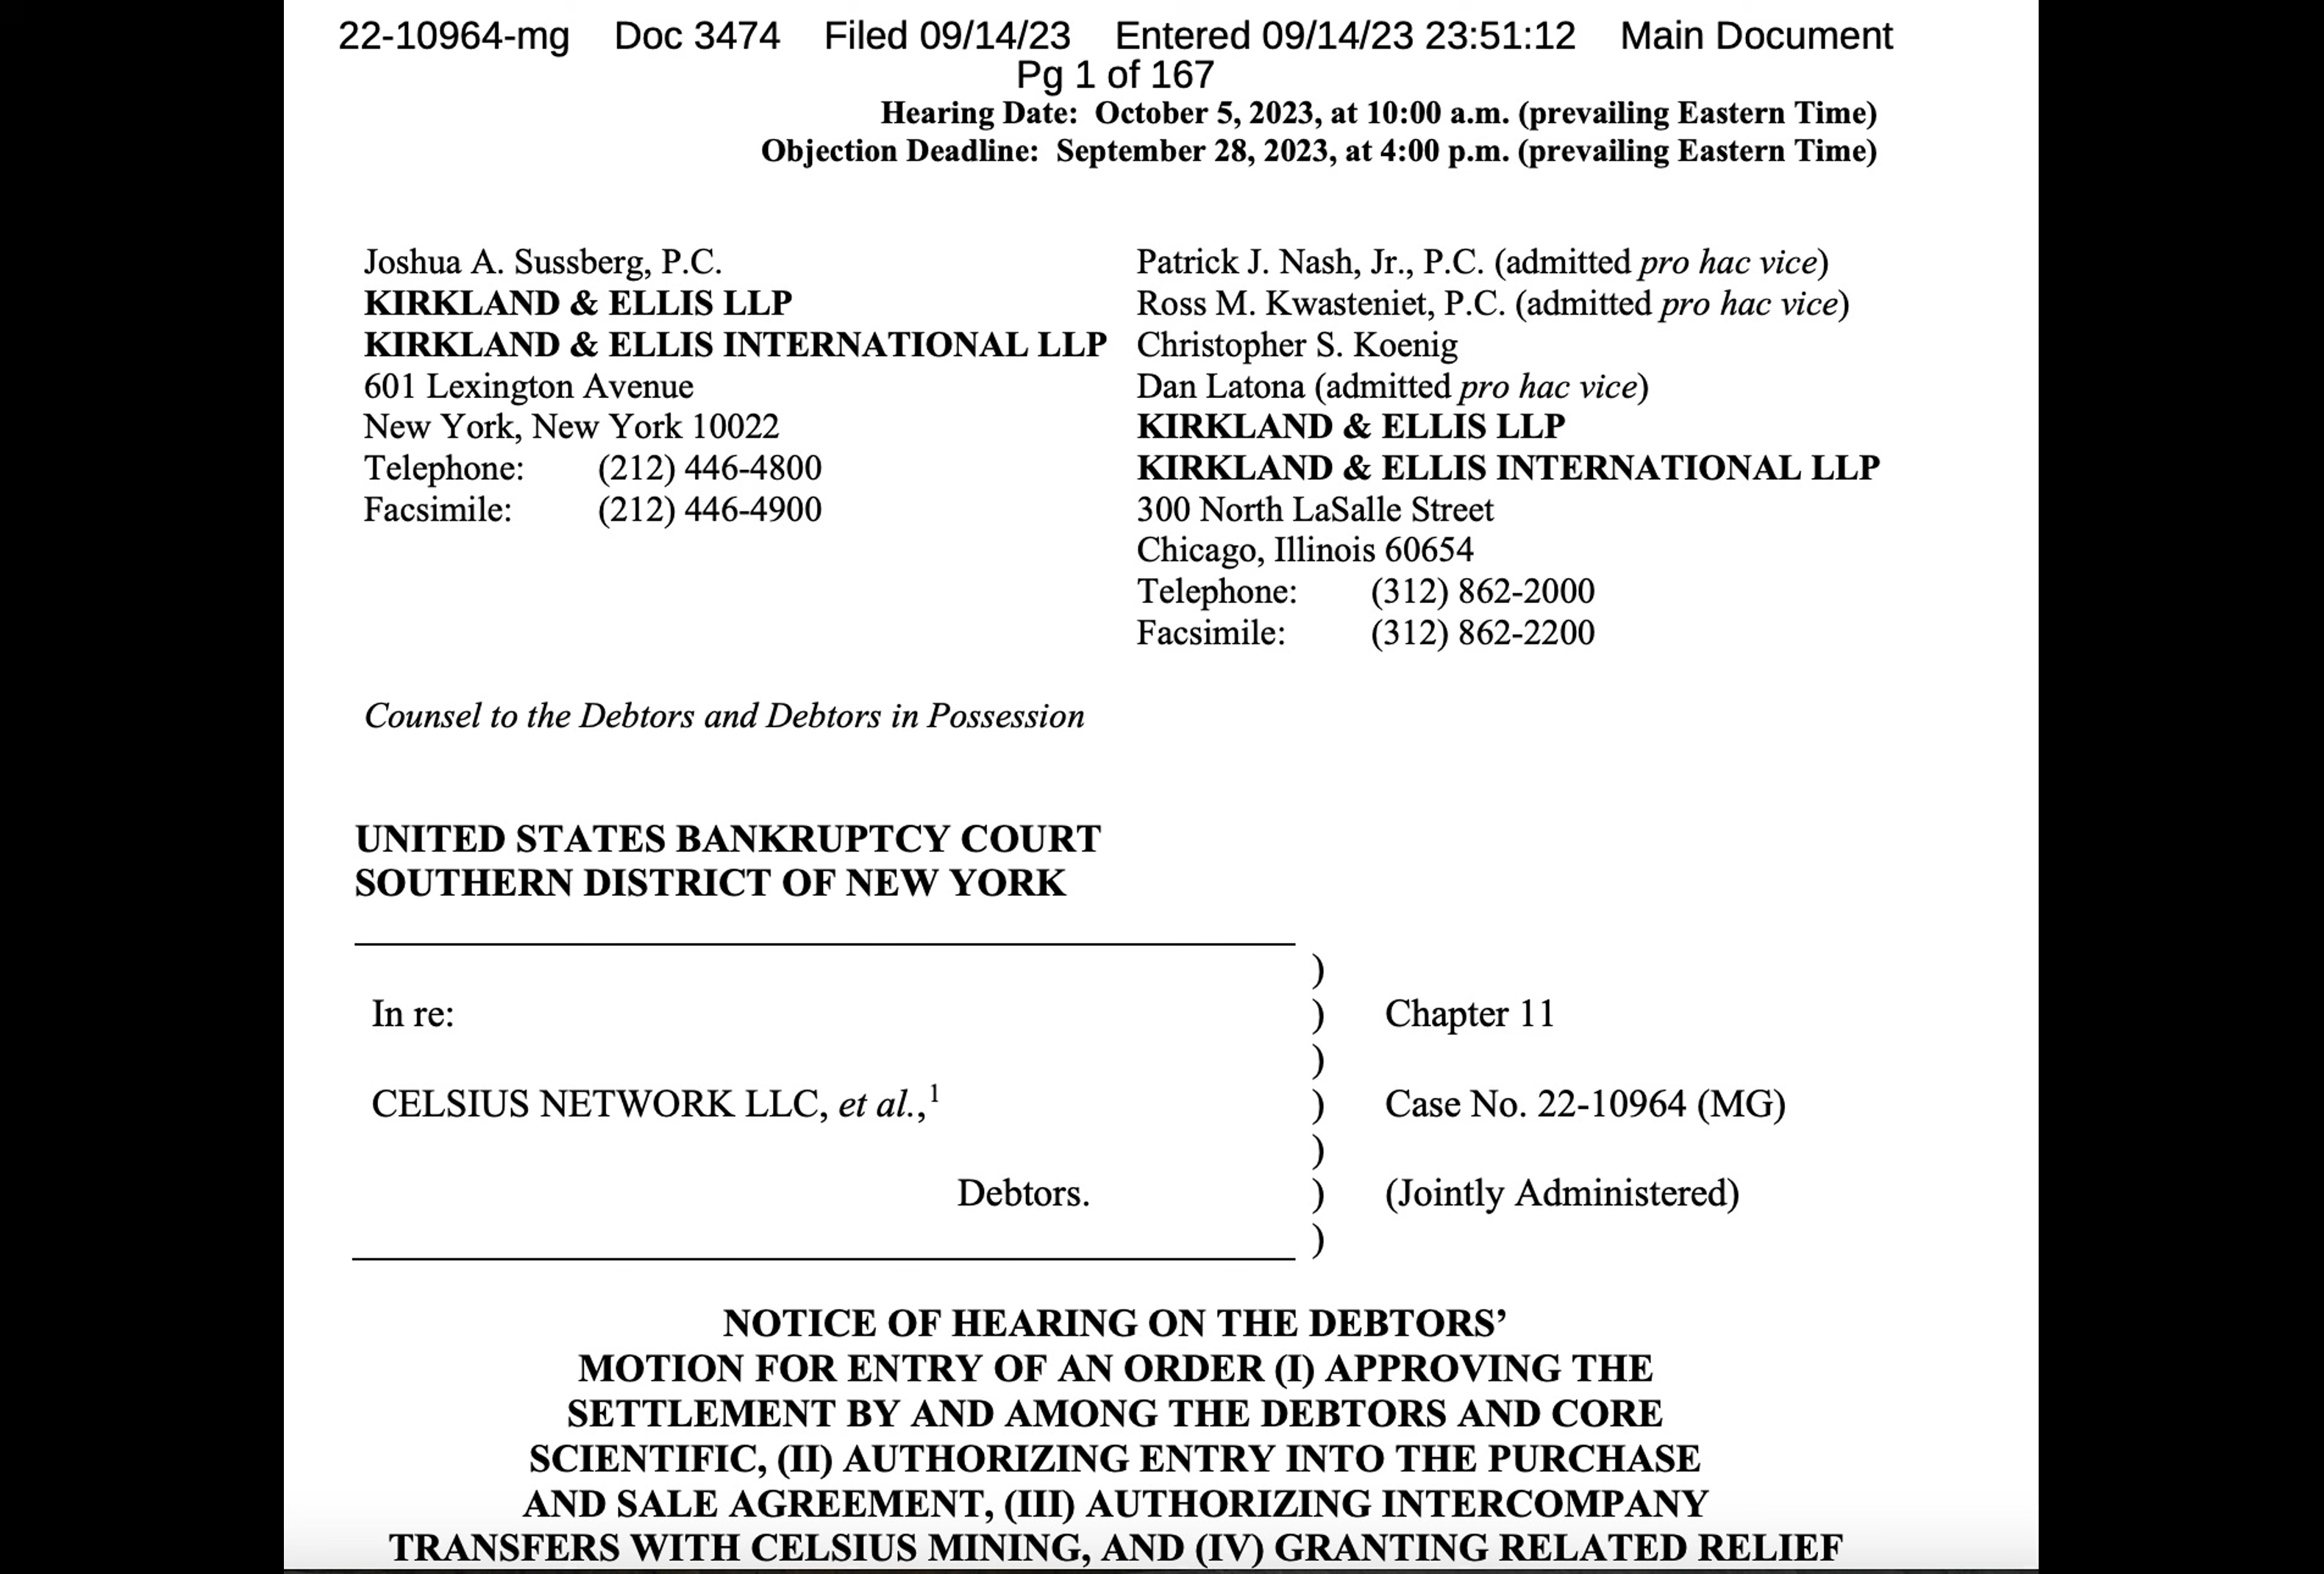 22-10964-mg Doc 3474 Filed 09/14/23 Entered 09/14/23 23:51:12 Main Document
Pg 1 of 167
Hearing Date: October 5, 2023, at 10:00 a.m. (prevailing Eastern Time)
Objection Deadline: September 28, 2023, at 4:00 p.m. (prevailing Eastern Time)
Joshua A. Sussberg, P.C.
KIRKLAND & ELLIS LLP
KIRKLAND & ELLIS INTERNATIONAL LLP
601 Lexington Avenue
New York, New York 10022
Telephone: (212) 446-4800
Facsimile: (212) 446-4900
Patrick J. Nash, Jr., P.C. (admitted pro hac vice)
Ross M. Kwasteniet, P.C. (admitted pro hac vice)
Christopher S. Koenig
Dan Latona (admitted pro hac vice)
KIRKLAND & ELLIS LLP
KIRKLAND & ELLIS INTERNATIONAL LLP
300 North LaSalle Street
Chicago, Illinois 60654
Telephone: (312) 862-2000
Facsimile: (312) 862-2200
Counsel to the Debtors and Debtors in Possession
UNITED STATES BANKRUPTCY COURT
SOUTHERN DISTRICT OF NEW YORK
)
In re: ) Chapter 11
)
CELSIUS NETWORK LLC, et al.,1 ) Case No. 22-10964 (MG)
)
Debtors. ) (Jointly Administered)
)
NOTICE OF HEARING ON THE DEBTORS’
MOTION FOR ENTRY OF AN ORDER (I) APPROVING THE
SETTLEMENT BY AND AMONG THE DEBTORS AND CORE
SCIENTIFIC, (II) AUTHORIZING ENTRY INTO THE PURCHASE
AND SALE AGREEMENT, (III) AUTHORIZING INTERCOMPANY
TRANSFERS WITH CELSIUS MINING, AND (IV) GRANTING RELATED RELIEF